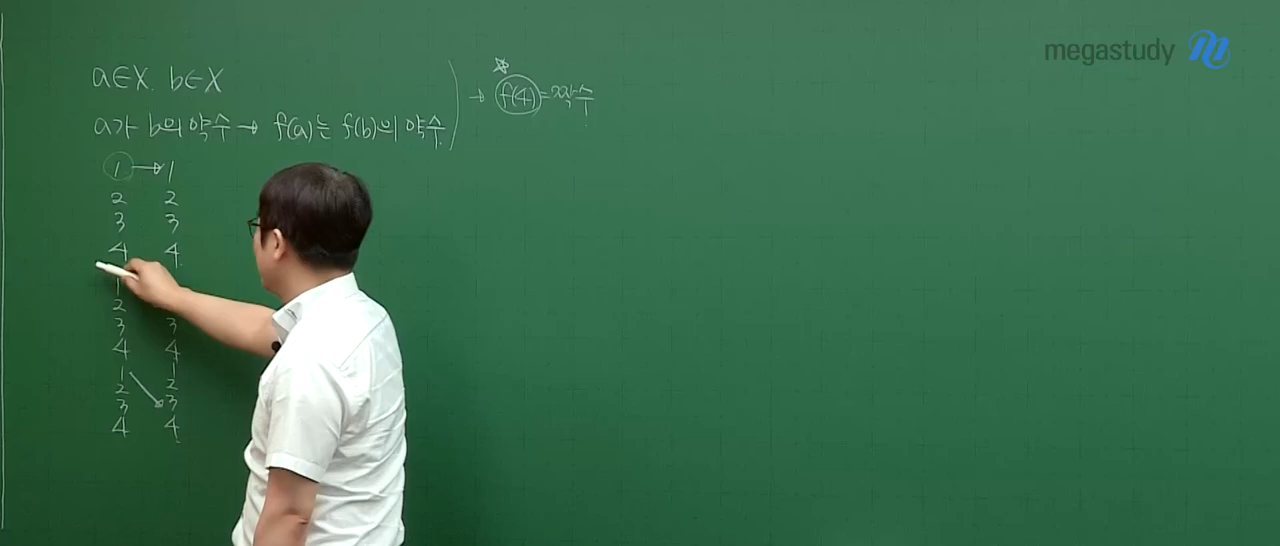 megastudy
a∈X, b∈X
a가 b의 약수 → f(a)는 f(b)의 약수
→ f(4)=짝수
1 → 1
2 2
3 3
4 4
1
2
3 3
4 4
1 1
2 2
3 3
4 4